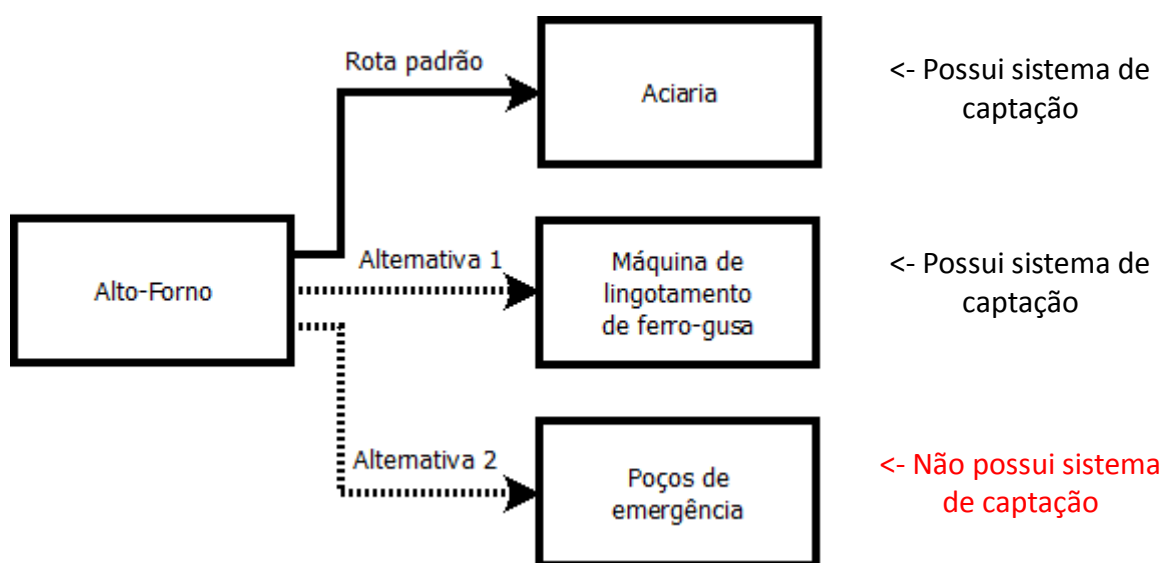 Rota padrão
Aciaria
<- Possui sistema de
captação
Alto-Forno
Alternativa 1
Máquina de
lingotamento
de ferro-gusa
<- Possui sistema de
captação
Alternativa 2
Poços de
emergência
<- Não possui sistema
de captação